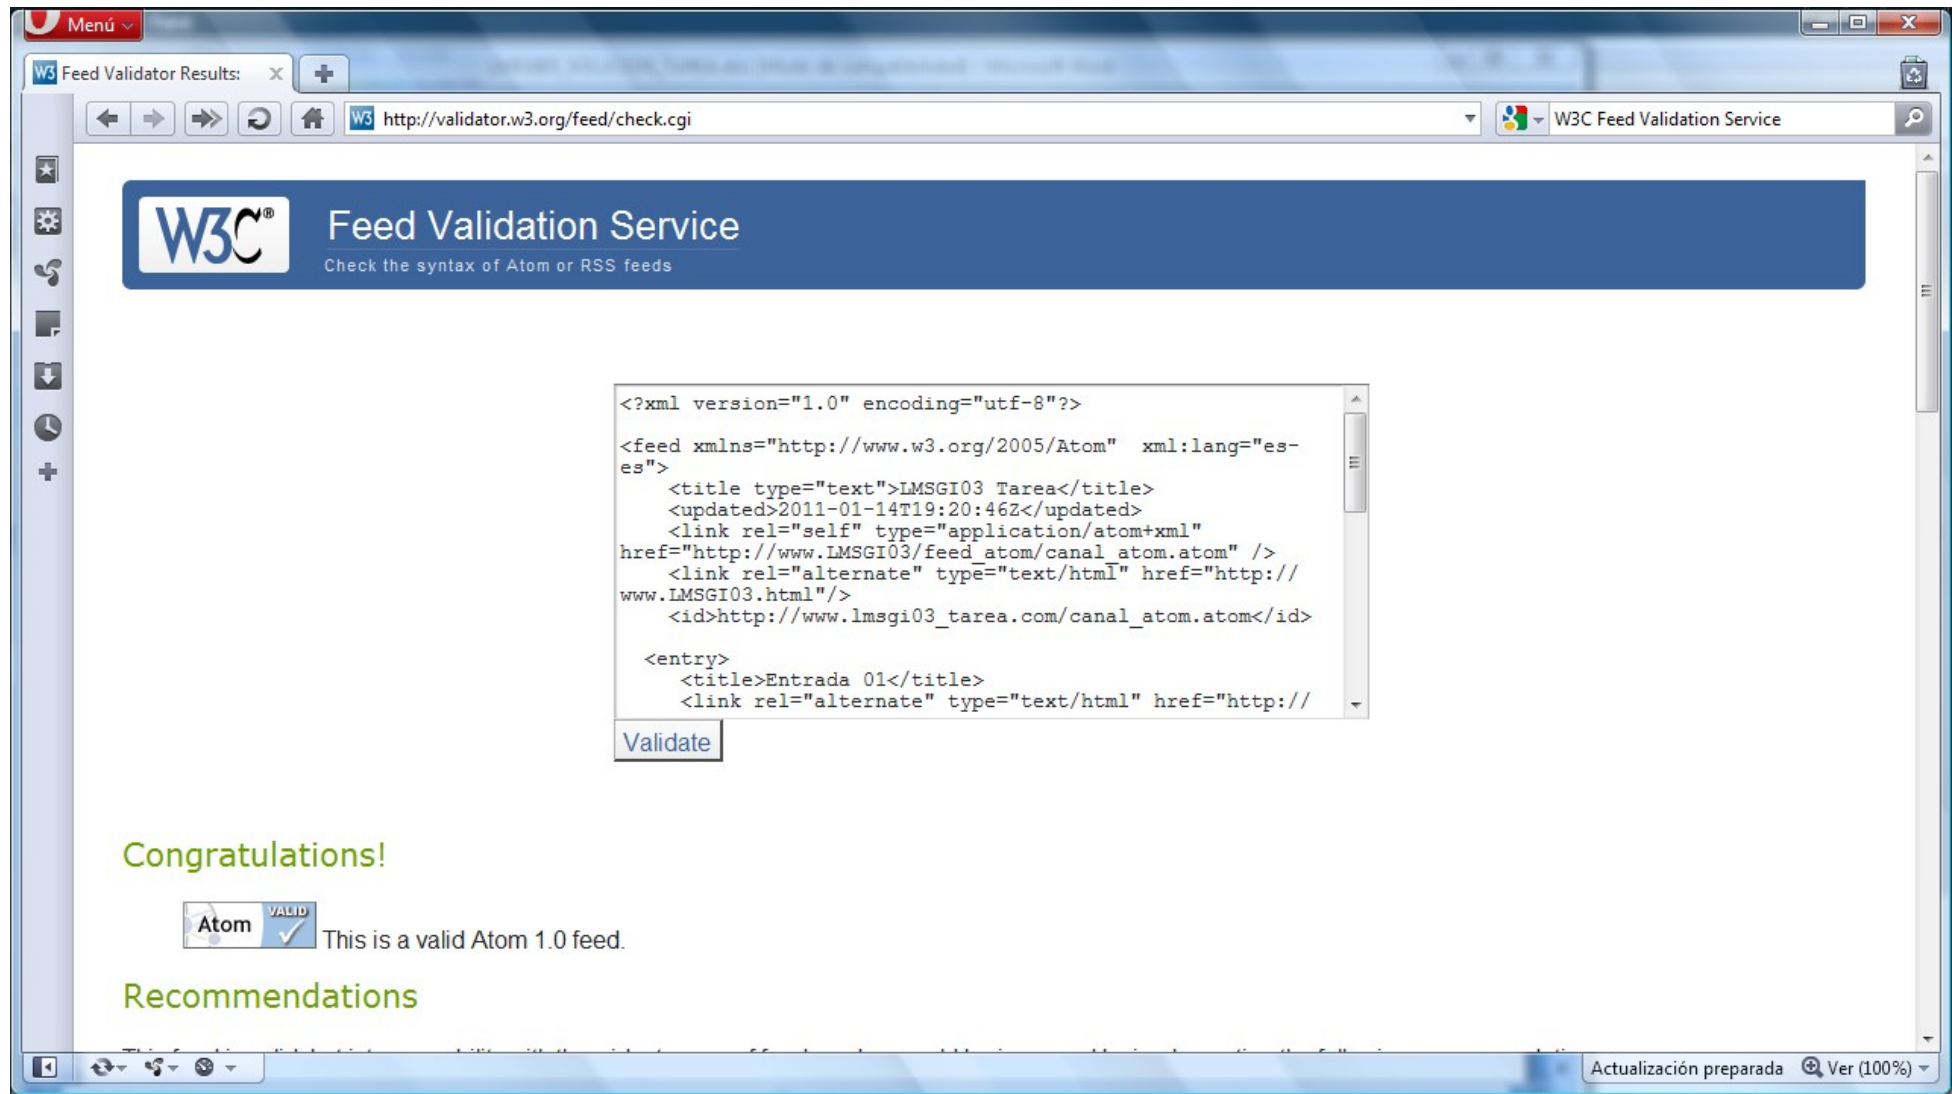 Menú
Feed Validator Results:
http://validator.w3.org/feed/check.cgi
W3C Feed Validation Service
W3C®
Feed Validation Service
Check the syntax of Atom or RSS feeds
<?xml version="1.0" encoding="utf-8"?>
<feed xmlns="http://www.w3.org/2005/Atom"  xml:lang="es-
es">
<title type="text">LMSGI03 Tarea</title>
<updated>2011-01-14T19:20:46Z</updated>
<link rel="self" type="application/atom+xml"
href="http://www.LMSGI03/feed_atom/canal_atom.atom" />
<link rel="alternate" type="text/html" href="http://
www.LMSGI03.html"/>
<id>http://www.lmsgi03_tarea.com/canal_atom.atom</id>
<entry>
<title>Entrada 01</title>
<link rel="alternate" type="text/html" href="http://
Validate
Congratulations!
Atom VALID
This is a valid Atom 1.0 feed.
Recommendations
Actualización preparada
Ver (100%)